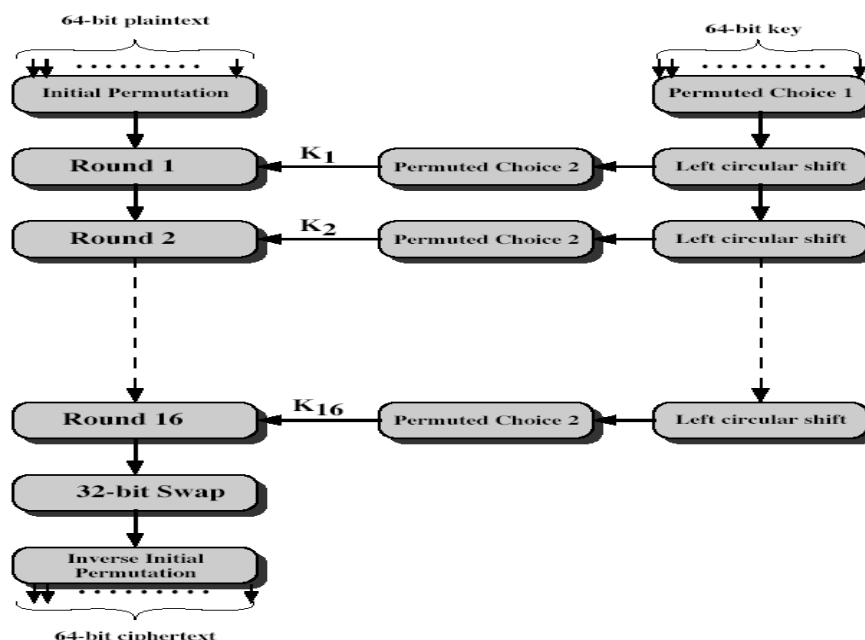 64-bit plaintext
64-bit key
Initial Permutation
Permuted Choice 1
Round 1
K1
Permuted Choice 2
Left circular shift
Round 2
K2
Permuted Choice 2
Left circular shift
Round 16
K16
Permuted Choice 2
Left circular shift
32-bit Swap
Inverse Initial
Permutation
64-bit ciphertext